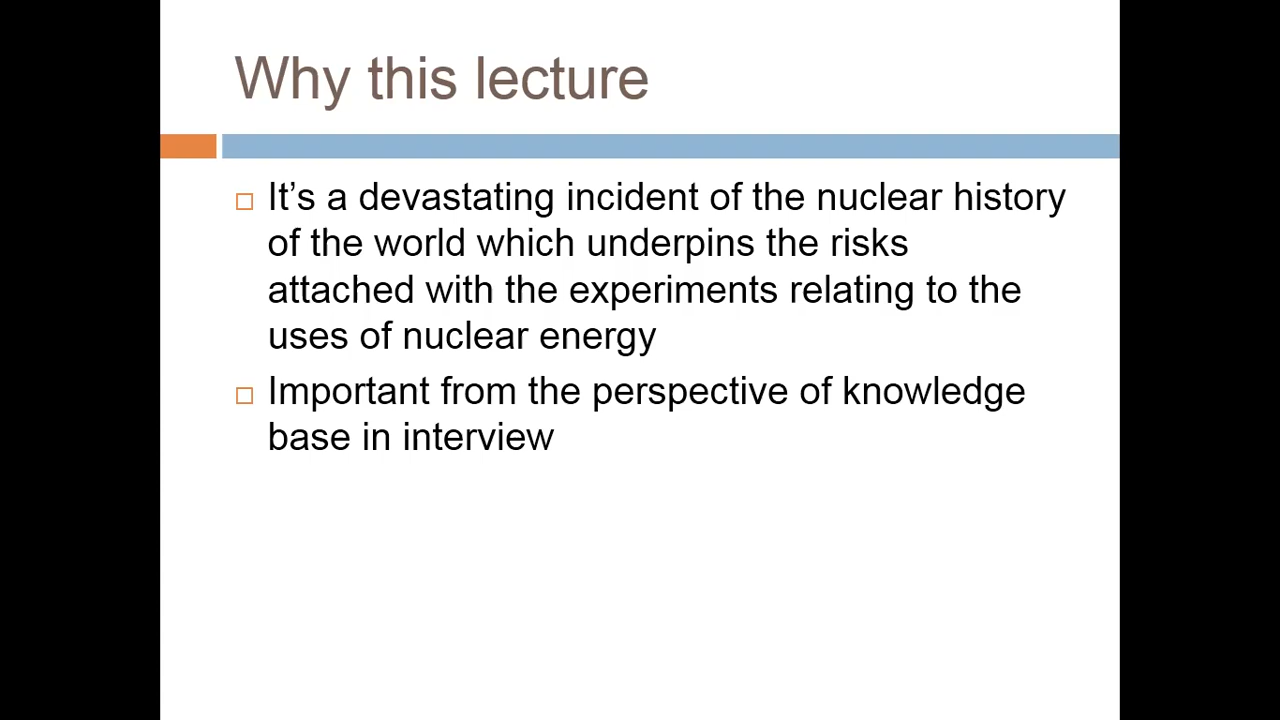 Why this lecture
It’s a devastating incident of the nuclear history
of the world which underpins the risks
attached with the experiments relating to the
uses of nuclear energy
Important from the perspective of knowledge
base in interview